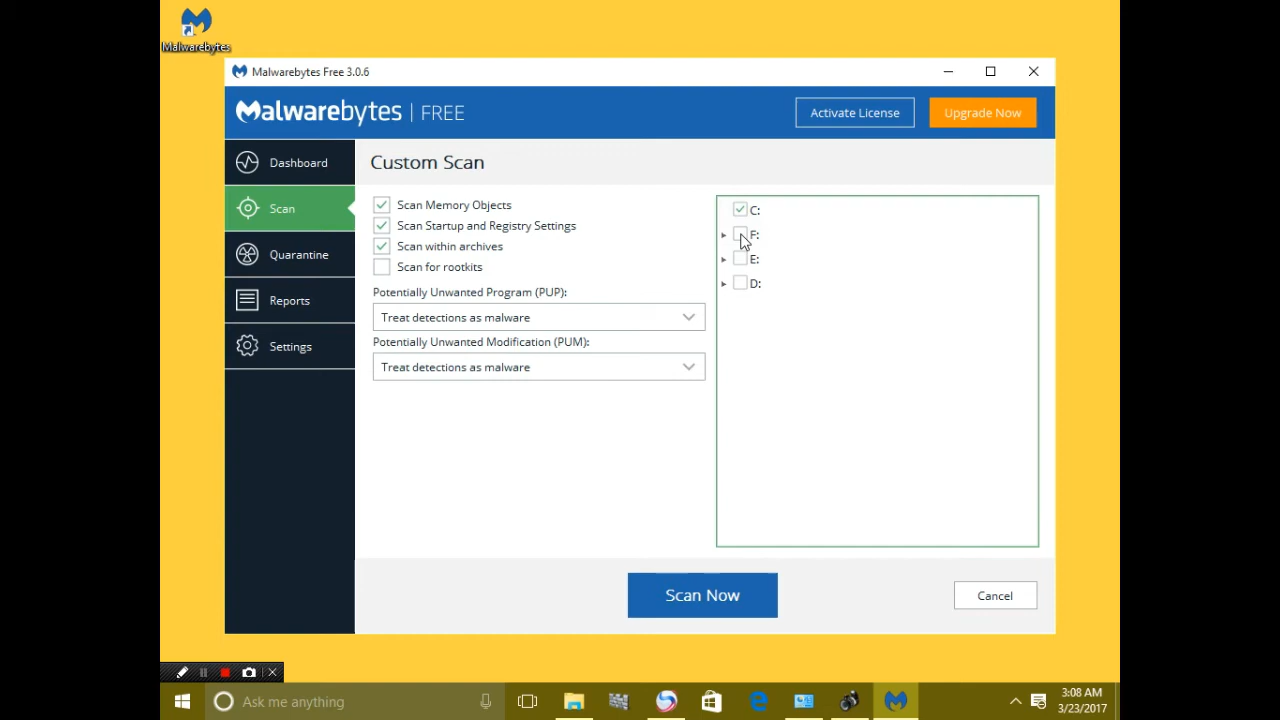 Malwarebytes
Malwarebytes Free 3.0.6
Malwarebytes | FREE
Activate License
Upgrade Now
Dashboard
Scan
Quarantine
Reports
Settings
Custom Scan
Scan Memory Objects
Scan Startup and Registry Settings
Scan within archives
Scan for rootkits
Potentially Unwanted Program (PUP):
Treat detections as malware
Potentially Unwanted Modification (PUM):
Treat detections as malware
C:
F:
E:
D:
Scan Now
Cancel
Ask me anything
3:08 AM
3/23/2017